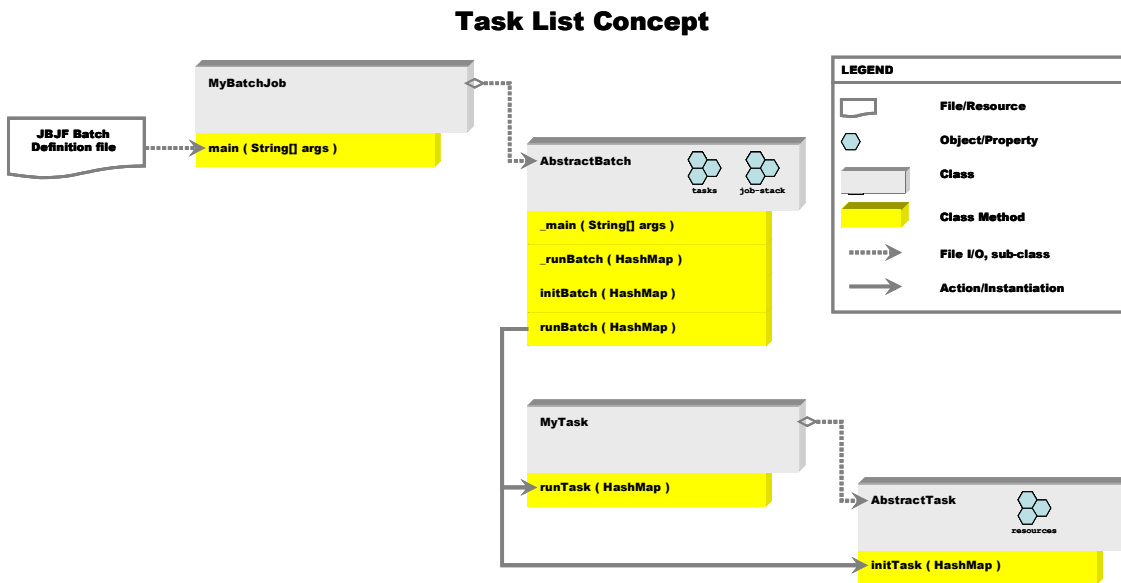 Task List Concept
MyBatchJob
main ( String[] args )
JBJF Batch
Definition file
AbstractBatch
tasks
job-stack
_main ( String[] args )
_runBatch ( HashMap )
initBatch ( HashMap )
runBatch ( HashMap )
MyTask
runTask ( HashMap )
AbstractTask
resources
initTask ( HashMap )
LEGEND
File/Resource
Object/Property
Class
Class Method
File I/O, sub-class
Action/Instantiation